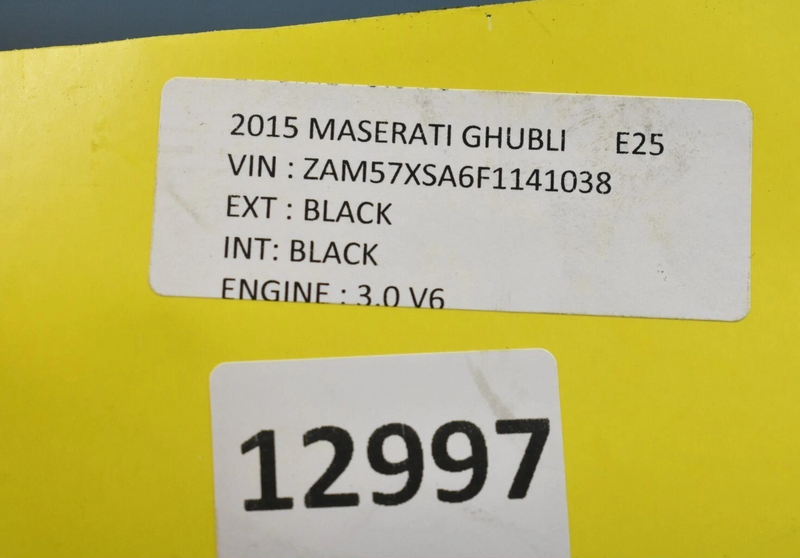 2015 MASERATI GHUBLI E25
VIN : ZAM57XSA6F1141038
EXT : BLACK
INT: BLACK
ENGINE : 3.0 V6
12997